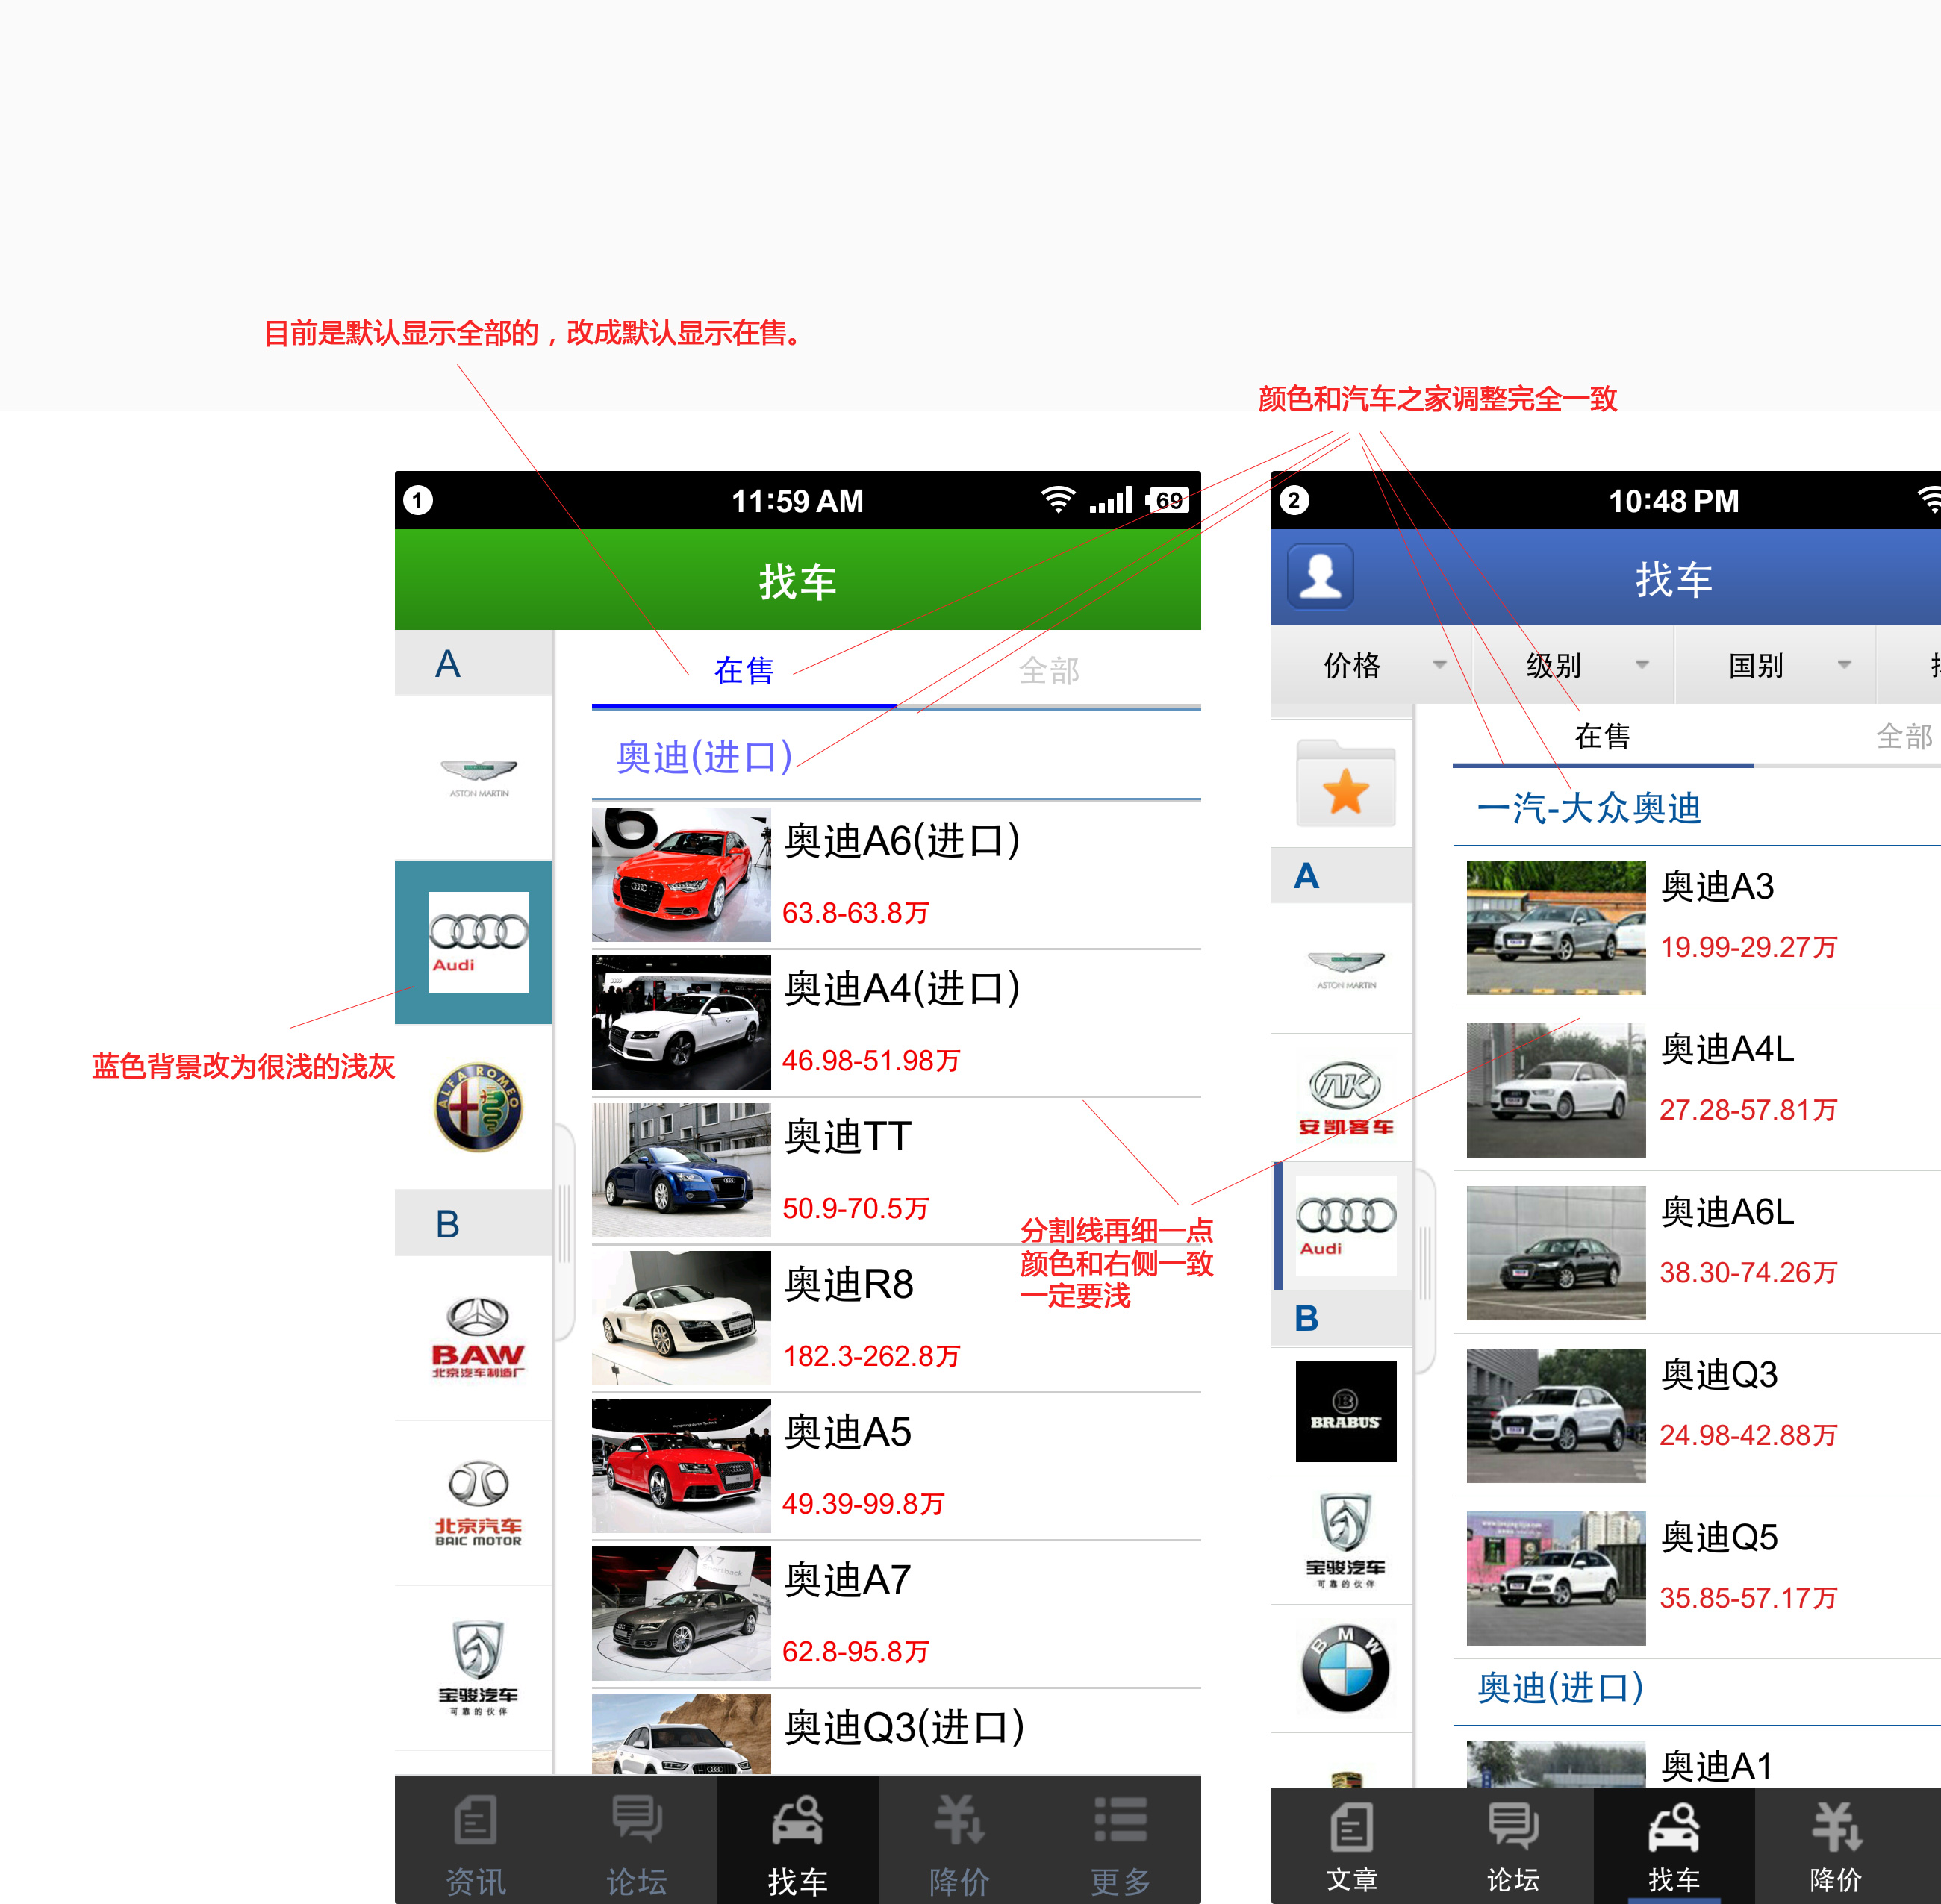 目前是默认显示全部的，改成默认显示在售。
颜色和汽车之家调整完全一致
1
11:59 AM
69
找车
A
在售
全部
ASTON MARTIN
奥迪(进口)
Audi
奥迪A6(进口)
63.8-63.8万
奥迪A4(进口)
46.98-51.98万
蓝色背景改为很浅的浅灰
ALFA ROMEO
奥迪TT
50.9-70.5万
B
分割线再细一点
颜色和右侧一致
一定要浅
奥迪R8
182.3-262.8万
BAW
北京汽车制造厂
奥迪A5
49.39-99.8万
北京汽车
BAIC MOTOR
奥迪A7
62.8-95.8万
宝骏汽车
可靠的伙伴
奥迪Q3(进口)
资讯
论坛
找车
降价
更多
2
10:48 PM
找车
价格
级别
国别
在售
全部
一汽-大众奥迪
A
奥迪A3
19.99-29.27万
ASTON MARTIN
奥迪A4L
27.28-57.81万
安凯客车
Audi
奥迪A6L
38.30-74.26万
B
奥迪Q3
24.98-42.88万
B
BRABUS
奥迪Q5
35.85-57.17万
宝骏汽车
可靠的伙伴
BMW
奥迪(进口)
奥迪A1
文章
论坛
找车
降价